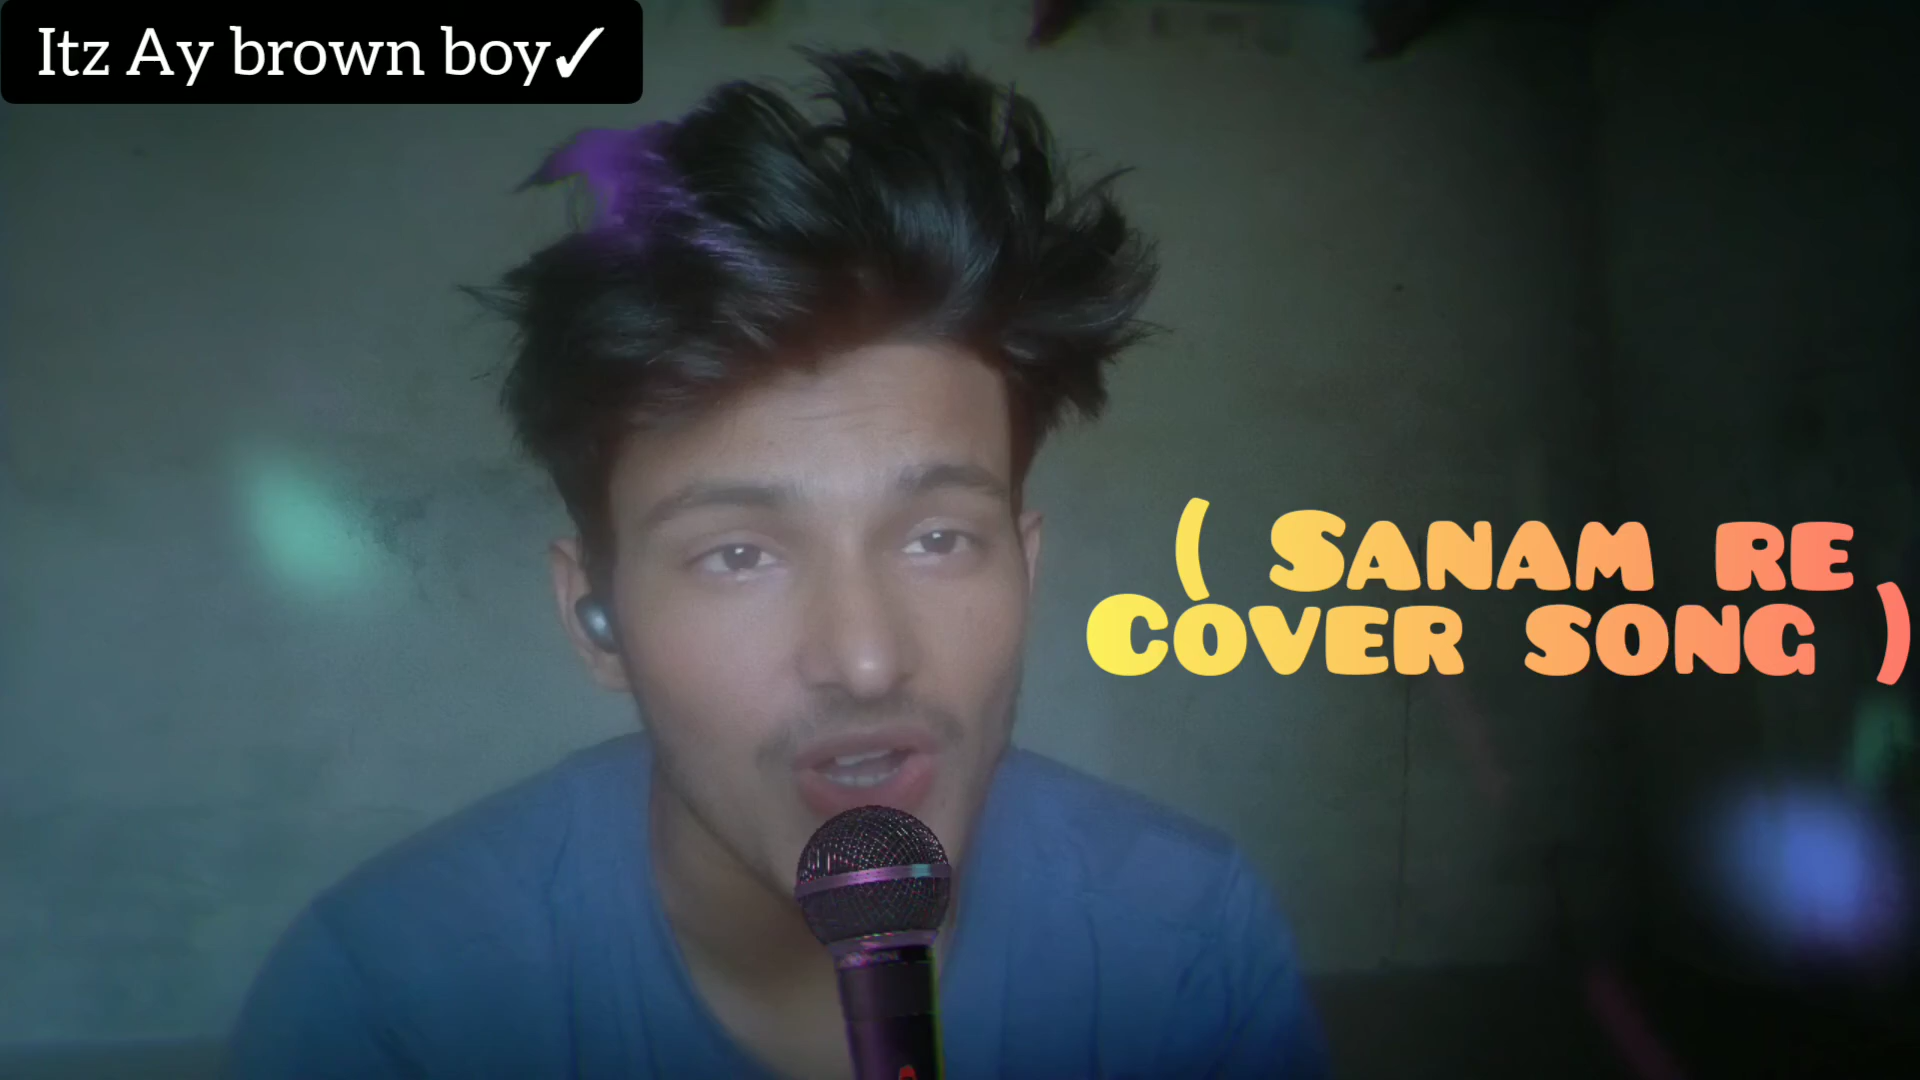 Itz Ay brown boy✓
( Sanam re
Cover song )